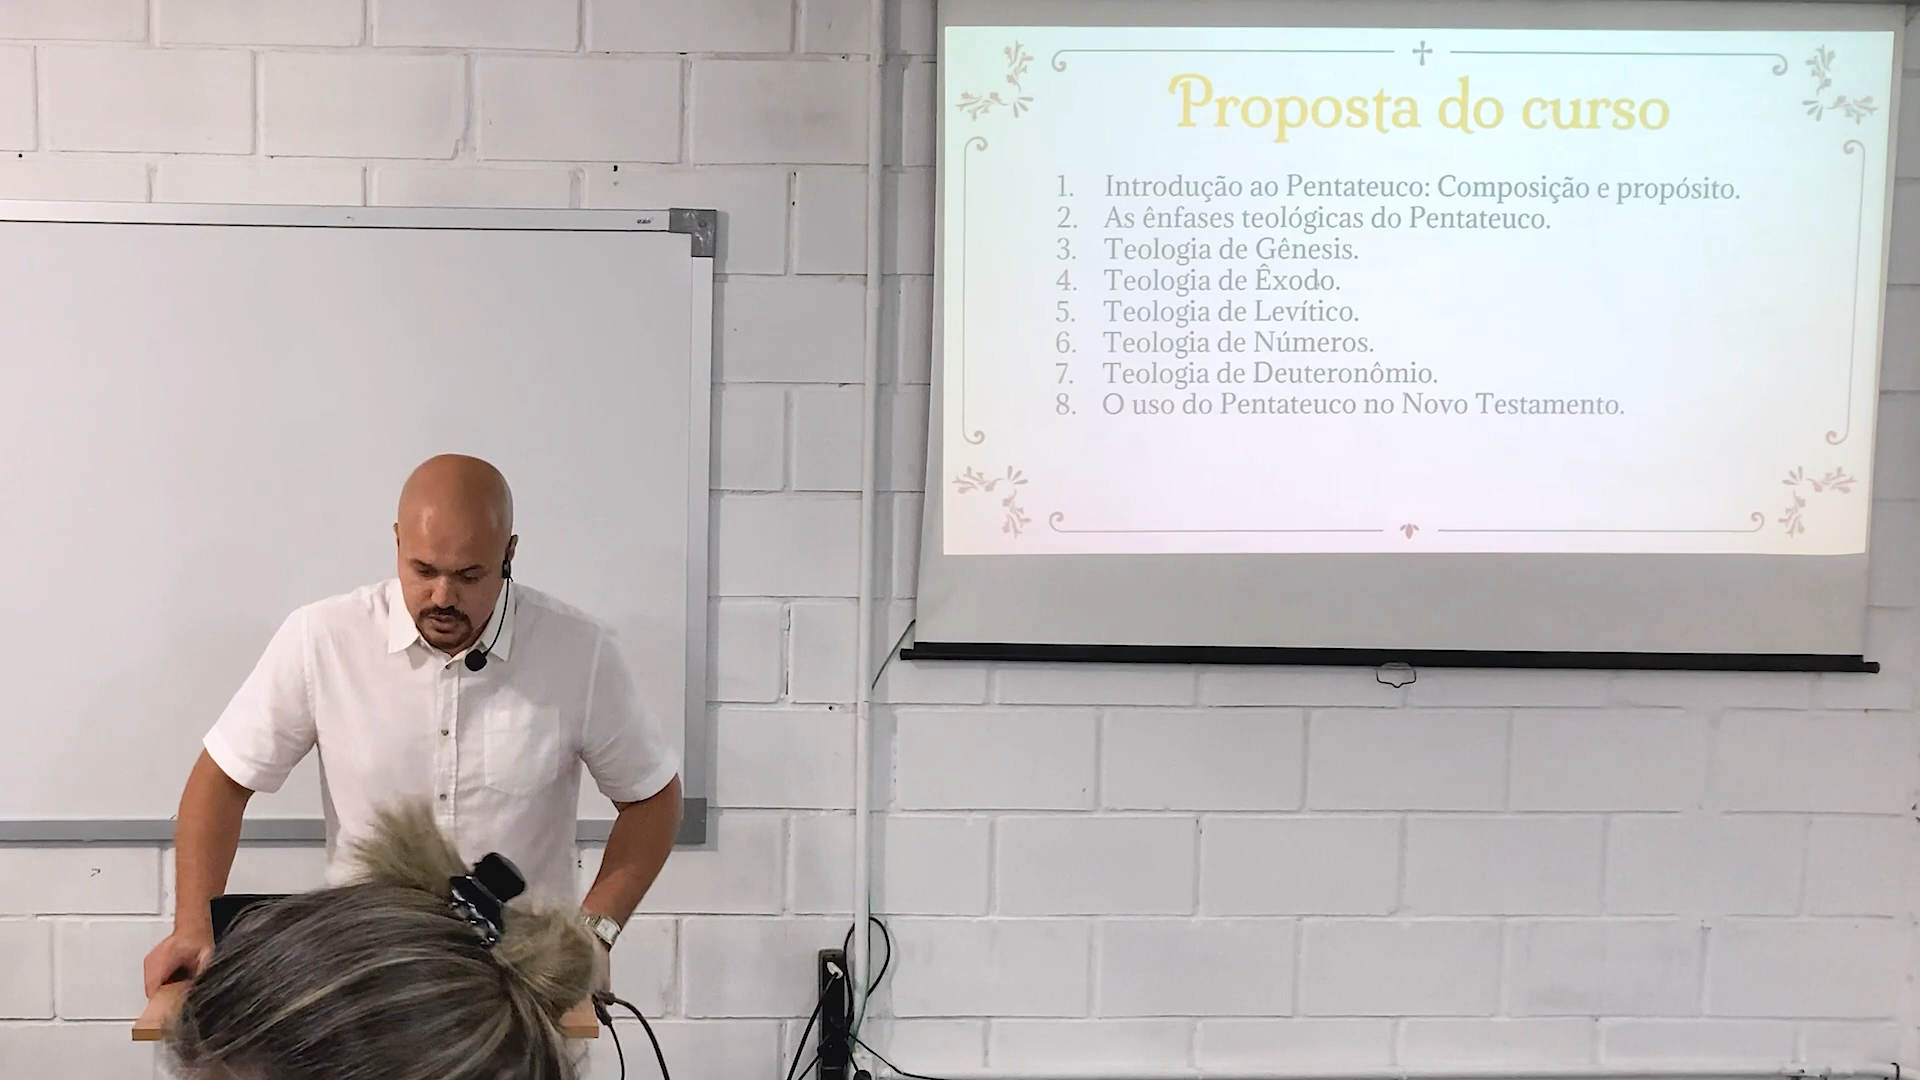 Proposta do curso
1. Introdução ao Pentateuco: Composição e propósito.
2. As ênfases teológicas do Pentateuco.
3. Teologia de Gênesis.
4. Teologia de Êxodo.
5. Teologia de Levítico.
6. Teologia de Números.
7. Teologia de Deuteronômio.
8. O uso do Pentateuco no Novo Testamento.